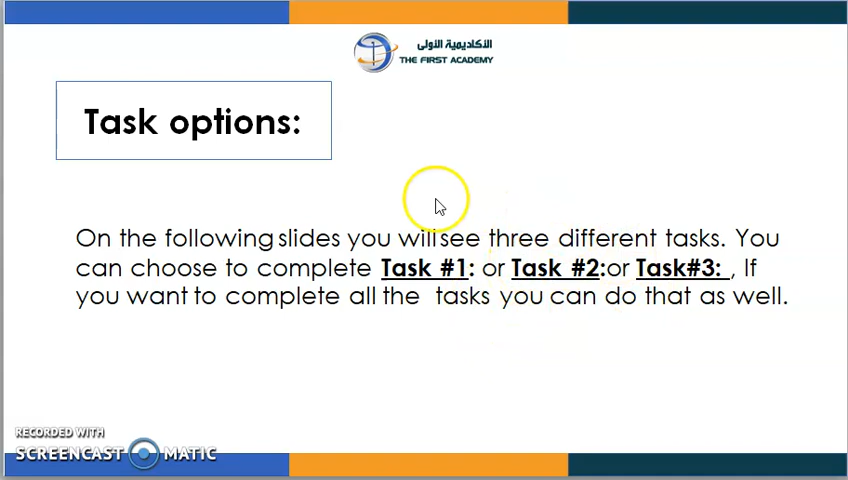 الأكاديمية الأولى
THE FIRST ACADEMY
Task options:
On the following slides you will see three different tasks. You
can choose to complete Task #1: or Task #2:or Task#3: , If
you want to complete all the tasks you can do that as well.
RECORDED WITH
SCREENCAST MATIC